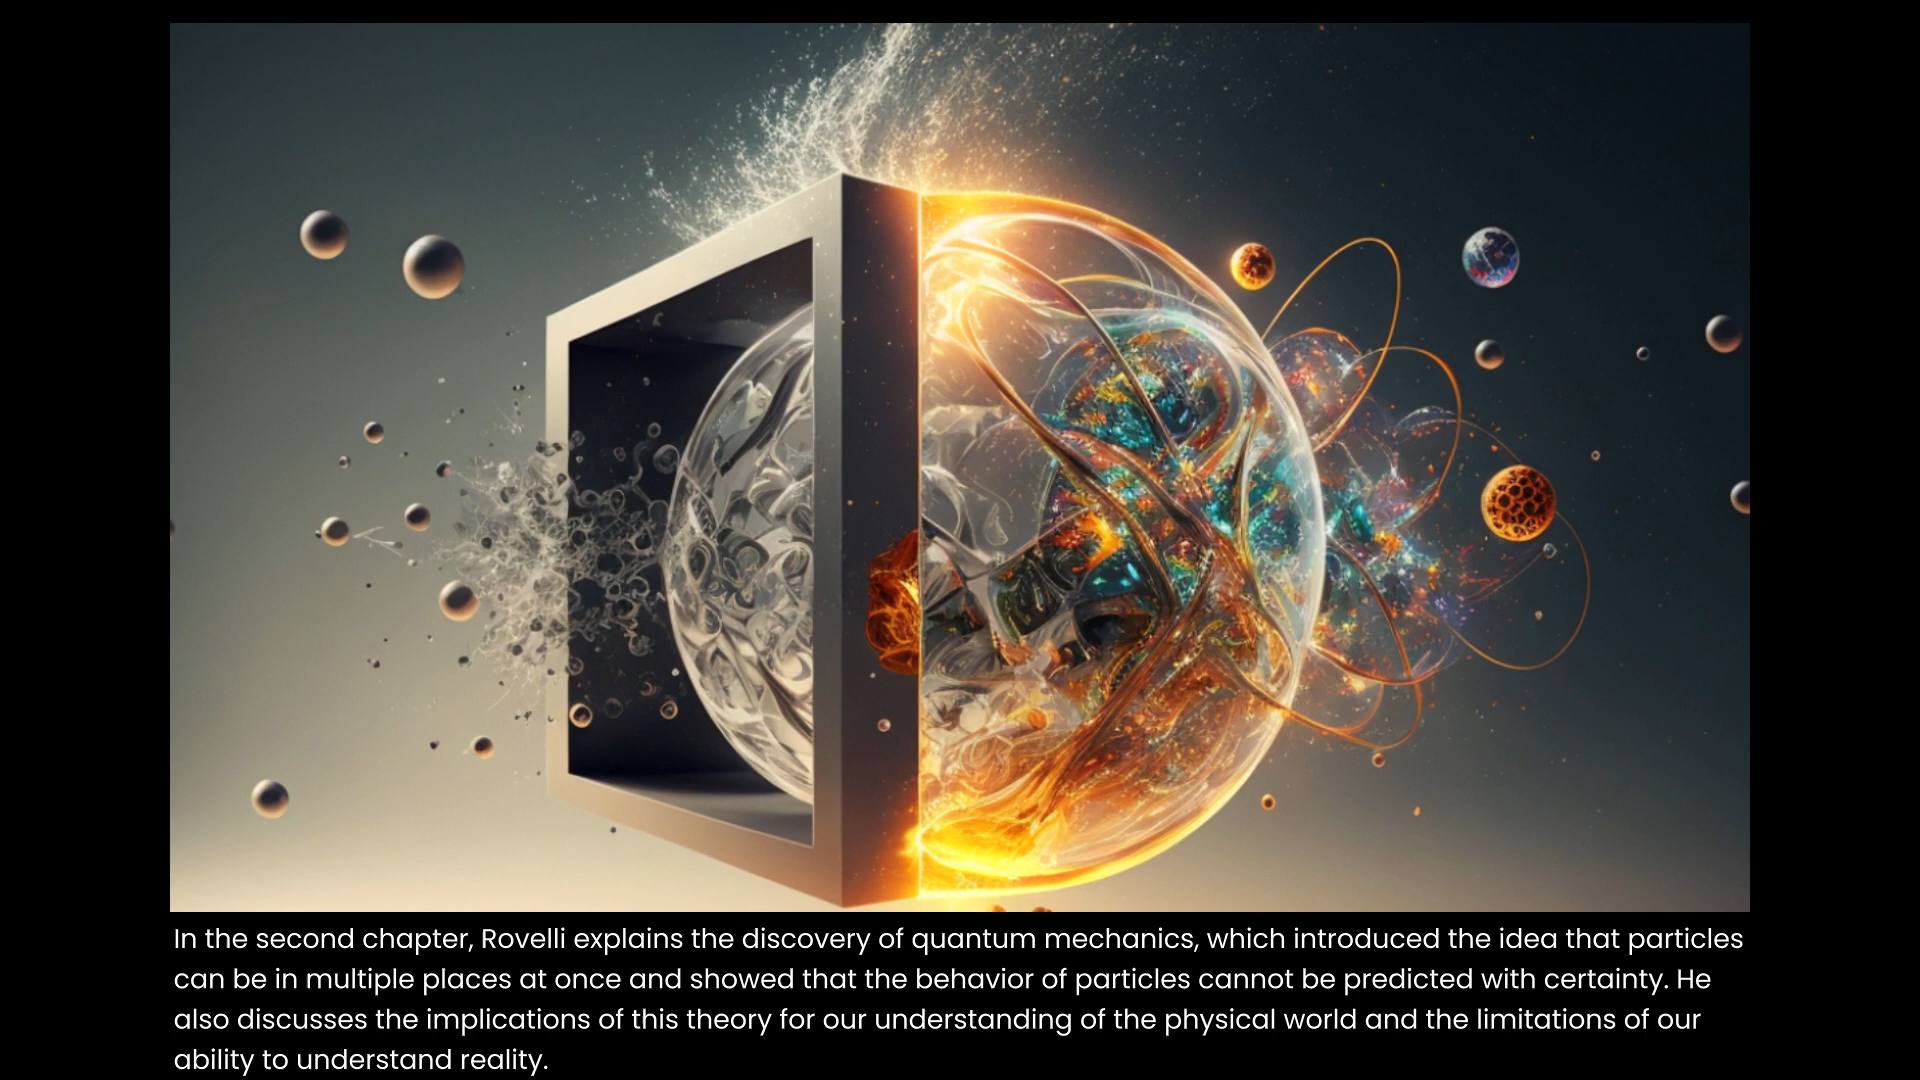 In the second chapter, Rovelli explains the discovery of quantum mechanics, which introduced the idea that particles
can be in multiple places at once and showed that the behavior of particles cannot be predicted with certainty. He
also discusses the implications of this theory for our understanding of the physical world and the limitations of our
ability to understand reality.